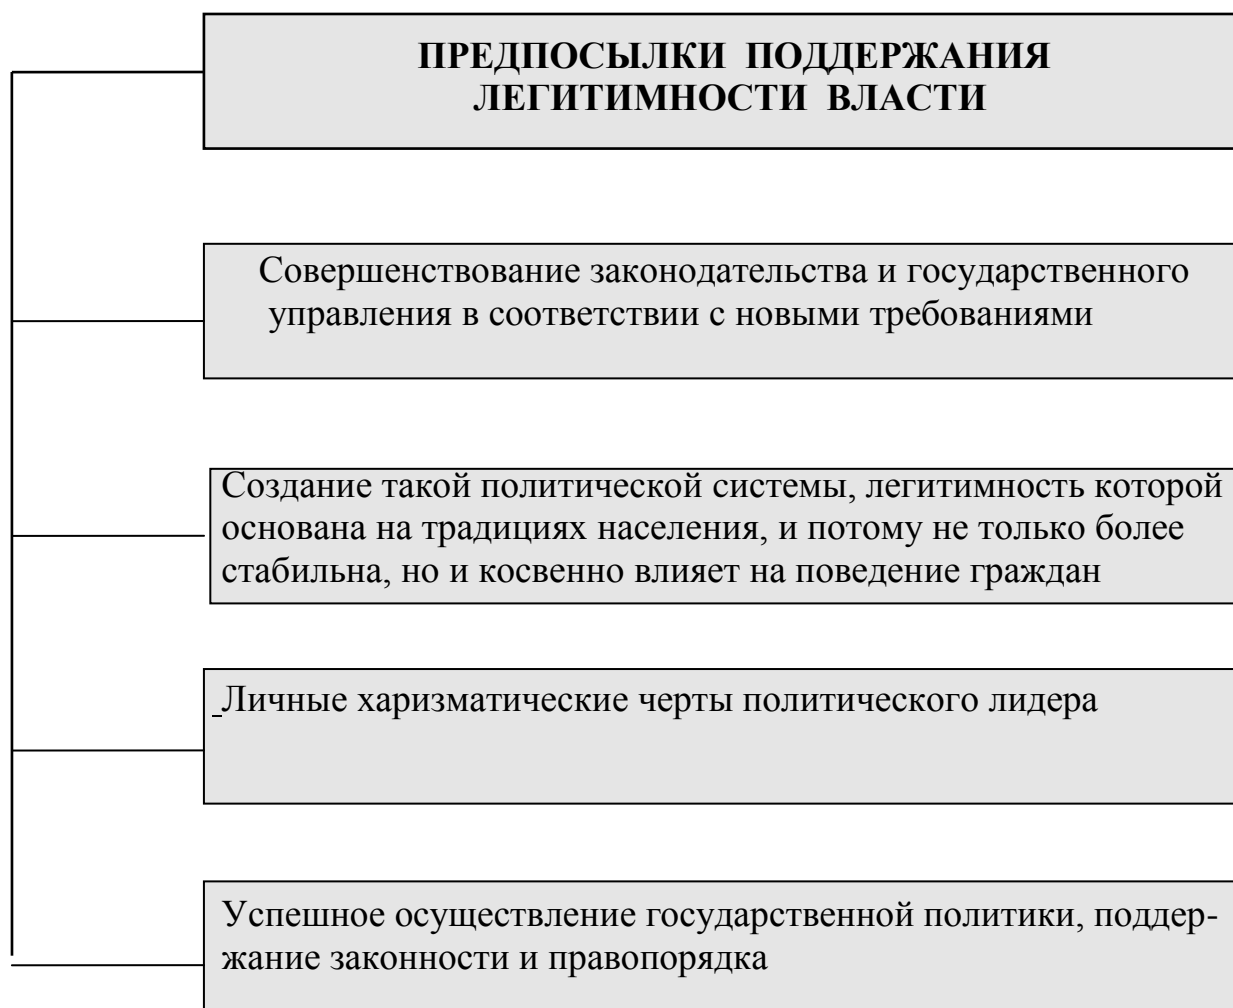 ПРЕДПОСЫЛКИ ПОДДЕРЖАНИЯ
ЛЕГИТИМНОСТИ ВЛАСТИ
Совершенствование законодательства и государственного
управления в соответствии с новыми требованиями
Создание такой политической системы, легитимность которой
основана на традициях населения, и потому не только более
стабильна, но и косвенно влияет на поведение граждан
Личные харизматические черты политического лидера
Успешное осуществление государственной политики, поддер-
жание законности и правопорядка